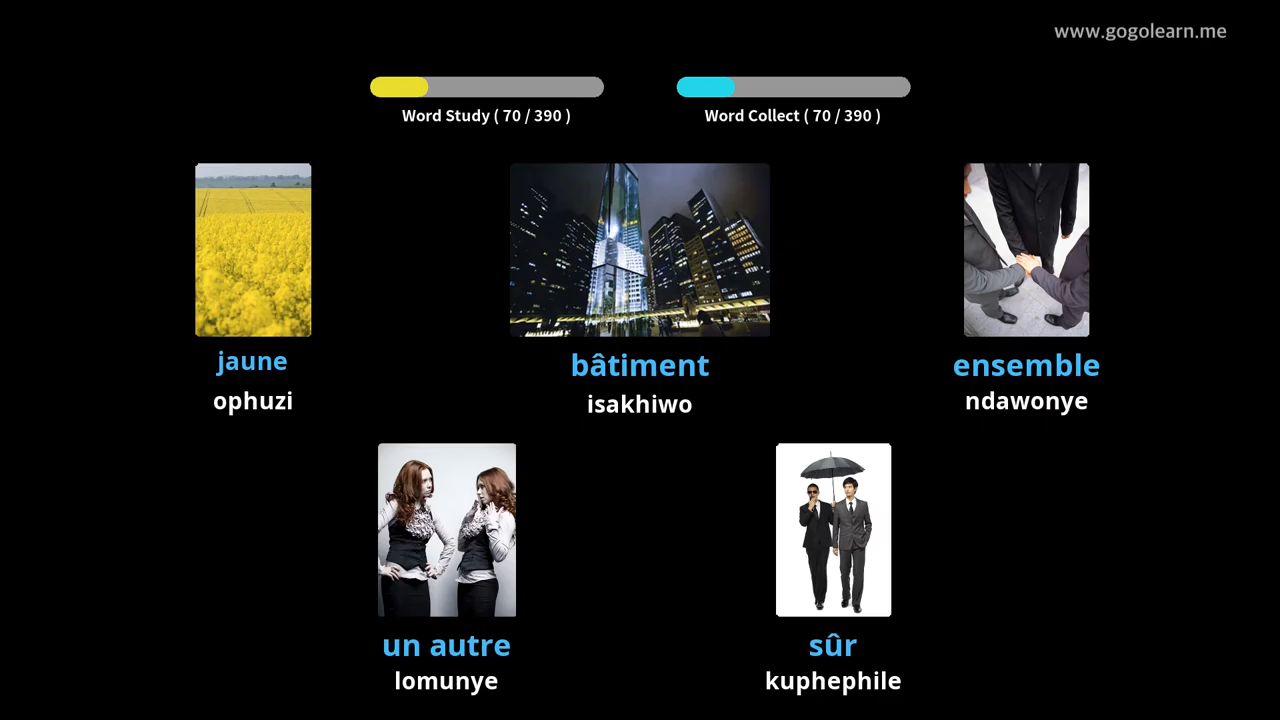 www.gogolearn.me
Word Study ( 70 / 390 )
Word Collect ( 70 / 390 )
jaune
ophuzi
bâtiment
isakhiwo
ensemble
ndawonye
un autre
lomunye
sûr
kuphephile